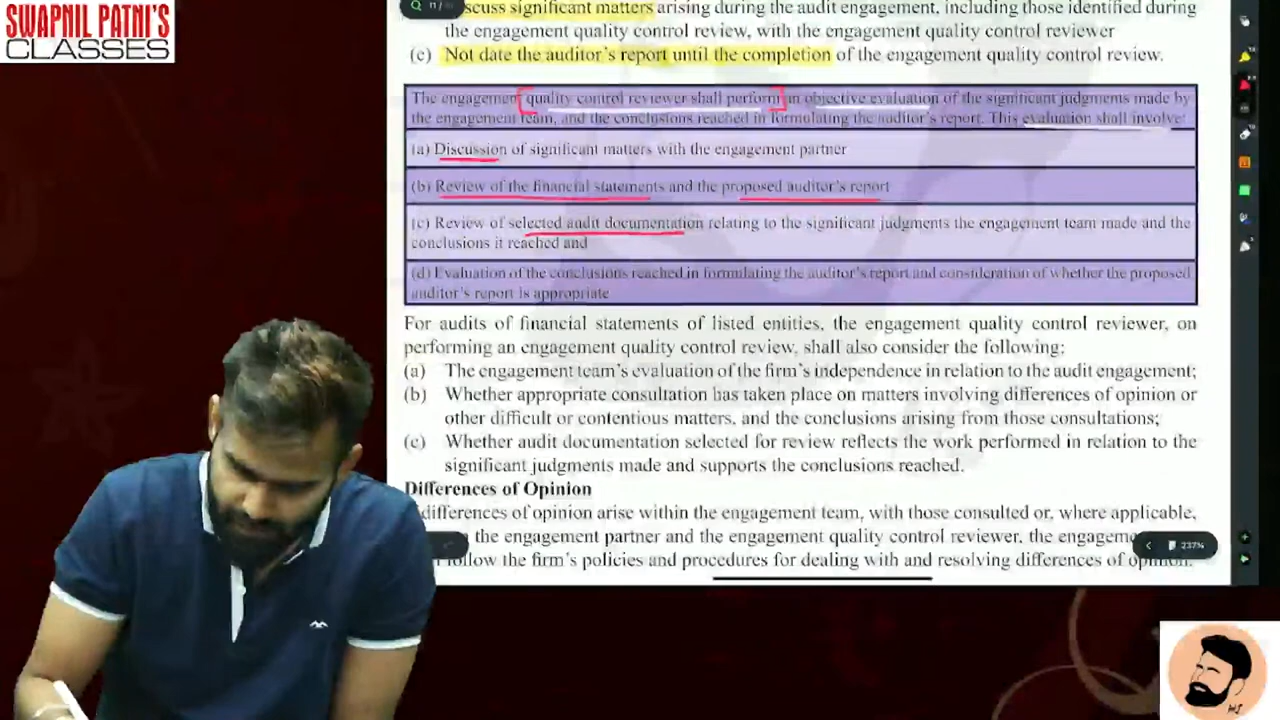 SWAPNIL PATNI'S
CLASSES
scuss significant matters arising during the audit engagement, including those identified during
the engagement quality control review, with the engagement quality control reviewer
(c) Not date the auditor's report until the completion of the engagement quality control review.
The engagement quality control reviewer shall perform an objective evaluation of the significant judgments made by
the engagement team, and the conclusions reached in formulating the auditor's report. This evaluation shall involve:
(a) Discussion of significant matters with the engagement partner
(b) Review of the financial statements and the proposed auditor's report
(c) Review of selected audit documentation relating to the significant judgments the engagement team made and the
conclusions it reached and
(d) Evaluation of the conclusions reached in formulating the auditor's report and consideration of whether the proposed
auditor's report is appropriate
For audits of financial statements of listed entities, the engagement quality control reviewer, on
performing an engagement quality control review, shall also consider the following:
(a) The engagement team's evaluation of the firm's independence in relation to the audit engagement;
(b) Whether appropriate consultation has taken place on matters involving differences of opinion or
other difficult or contentious matters, and the conclusions arising from those consultations;
(c) Whether audit documentation selected for review reflects the work performed in relation to the
significant judgments made and supports the conclusions reached.
Differences of Opinion
differences of opinion arise within the engagement team, with those consulted or, where applicable,
the engagement partner and the engagement quality control reviewer, the engageme
follow the firm's policies and procedures for dealing with and resolving differences of opinion.
237%